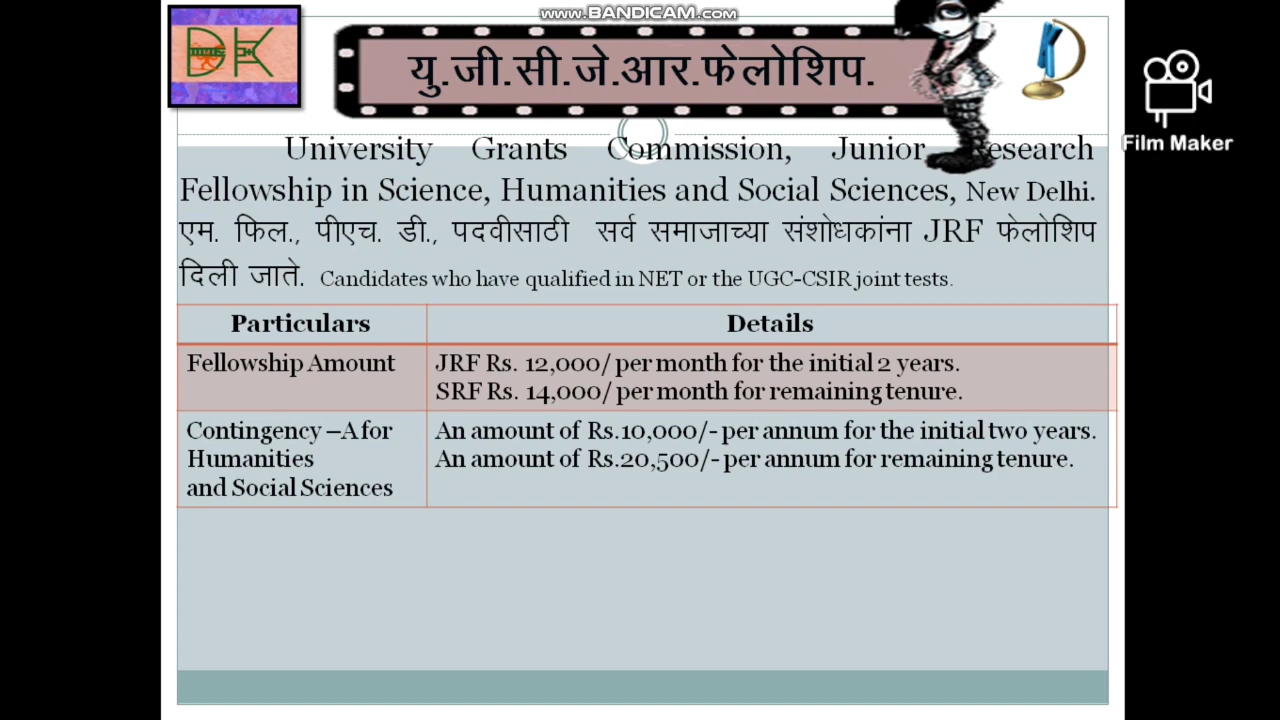 www.BANDICAM.com
DK
यु.जी.सी.जे.आर.फेलोशिप.
Film Maker
University Grants Commission, Junior Research
Fellowship in Science, Humanities and Social Sciences, New Delhi.
एम. फिल., पीएच. डी., पदवीसाठी सर्व समाजाच्या संशोधकांना JRF फेलोशिप
दिली जाते. Candidates who have qualified in NET or the UGC-CSIR joint tests.
Particulars Details
Fellowship Amount JRF Rs. 12,000/ per month for the initial 2 years.
SRF Rs. 14,000/ per month for remaining tenure.
Contingency –A for An amount of Rs.10,000/- per annum for the initial two years.
Humanities An amount of Rs.20,500/- per annum for remaining tenure.
and Social Sciences